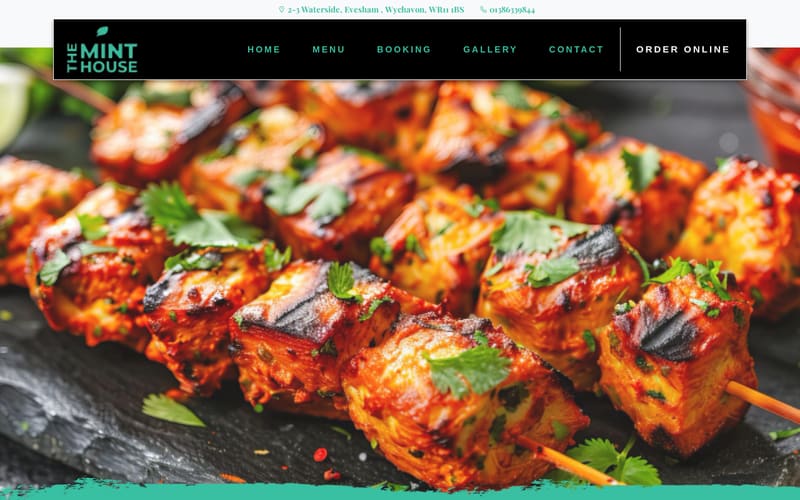 2-3 Waterside, Evesham , Wychavon, WR11 1BS 01386339844
THE MINT HOUSE
HOME MENU BOOKING GALLERY CONTACT ORDER ONLINE